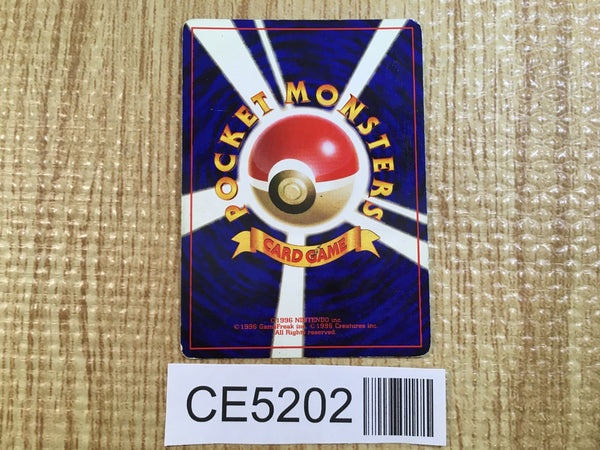 POCKET MONSTERS
CARD GAME
©1996 NINTENDO inc.
©1996 GameFreak inc. ©1996 Creatures inc.
All Rights reserved.
CE5202